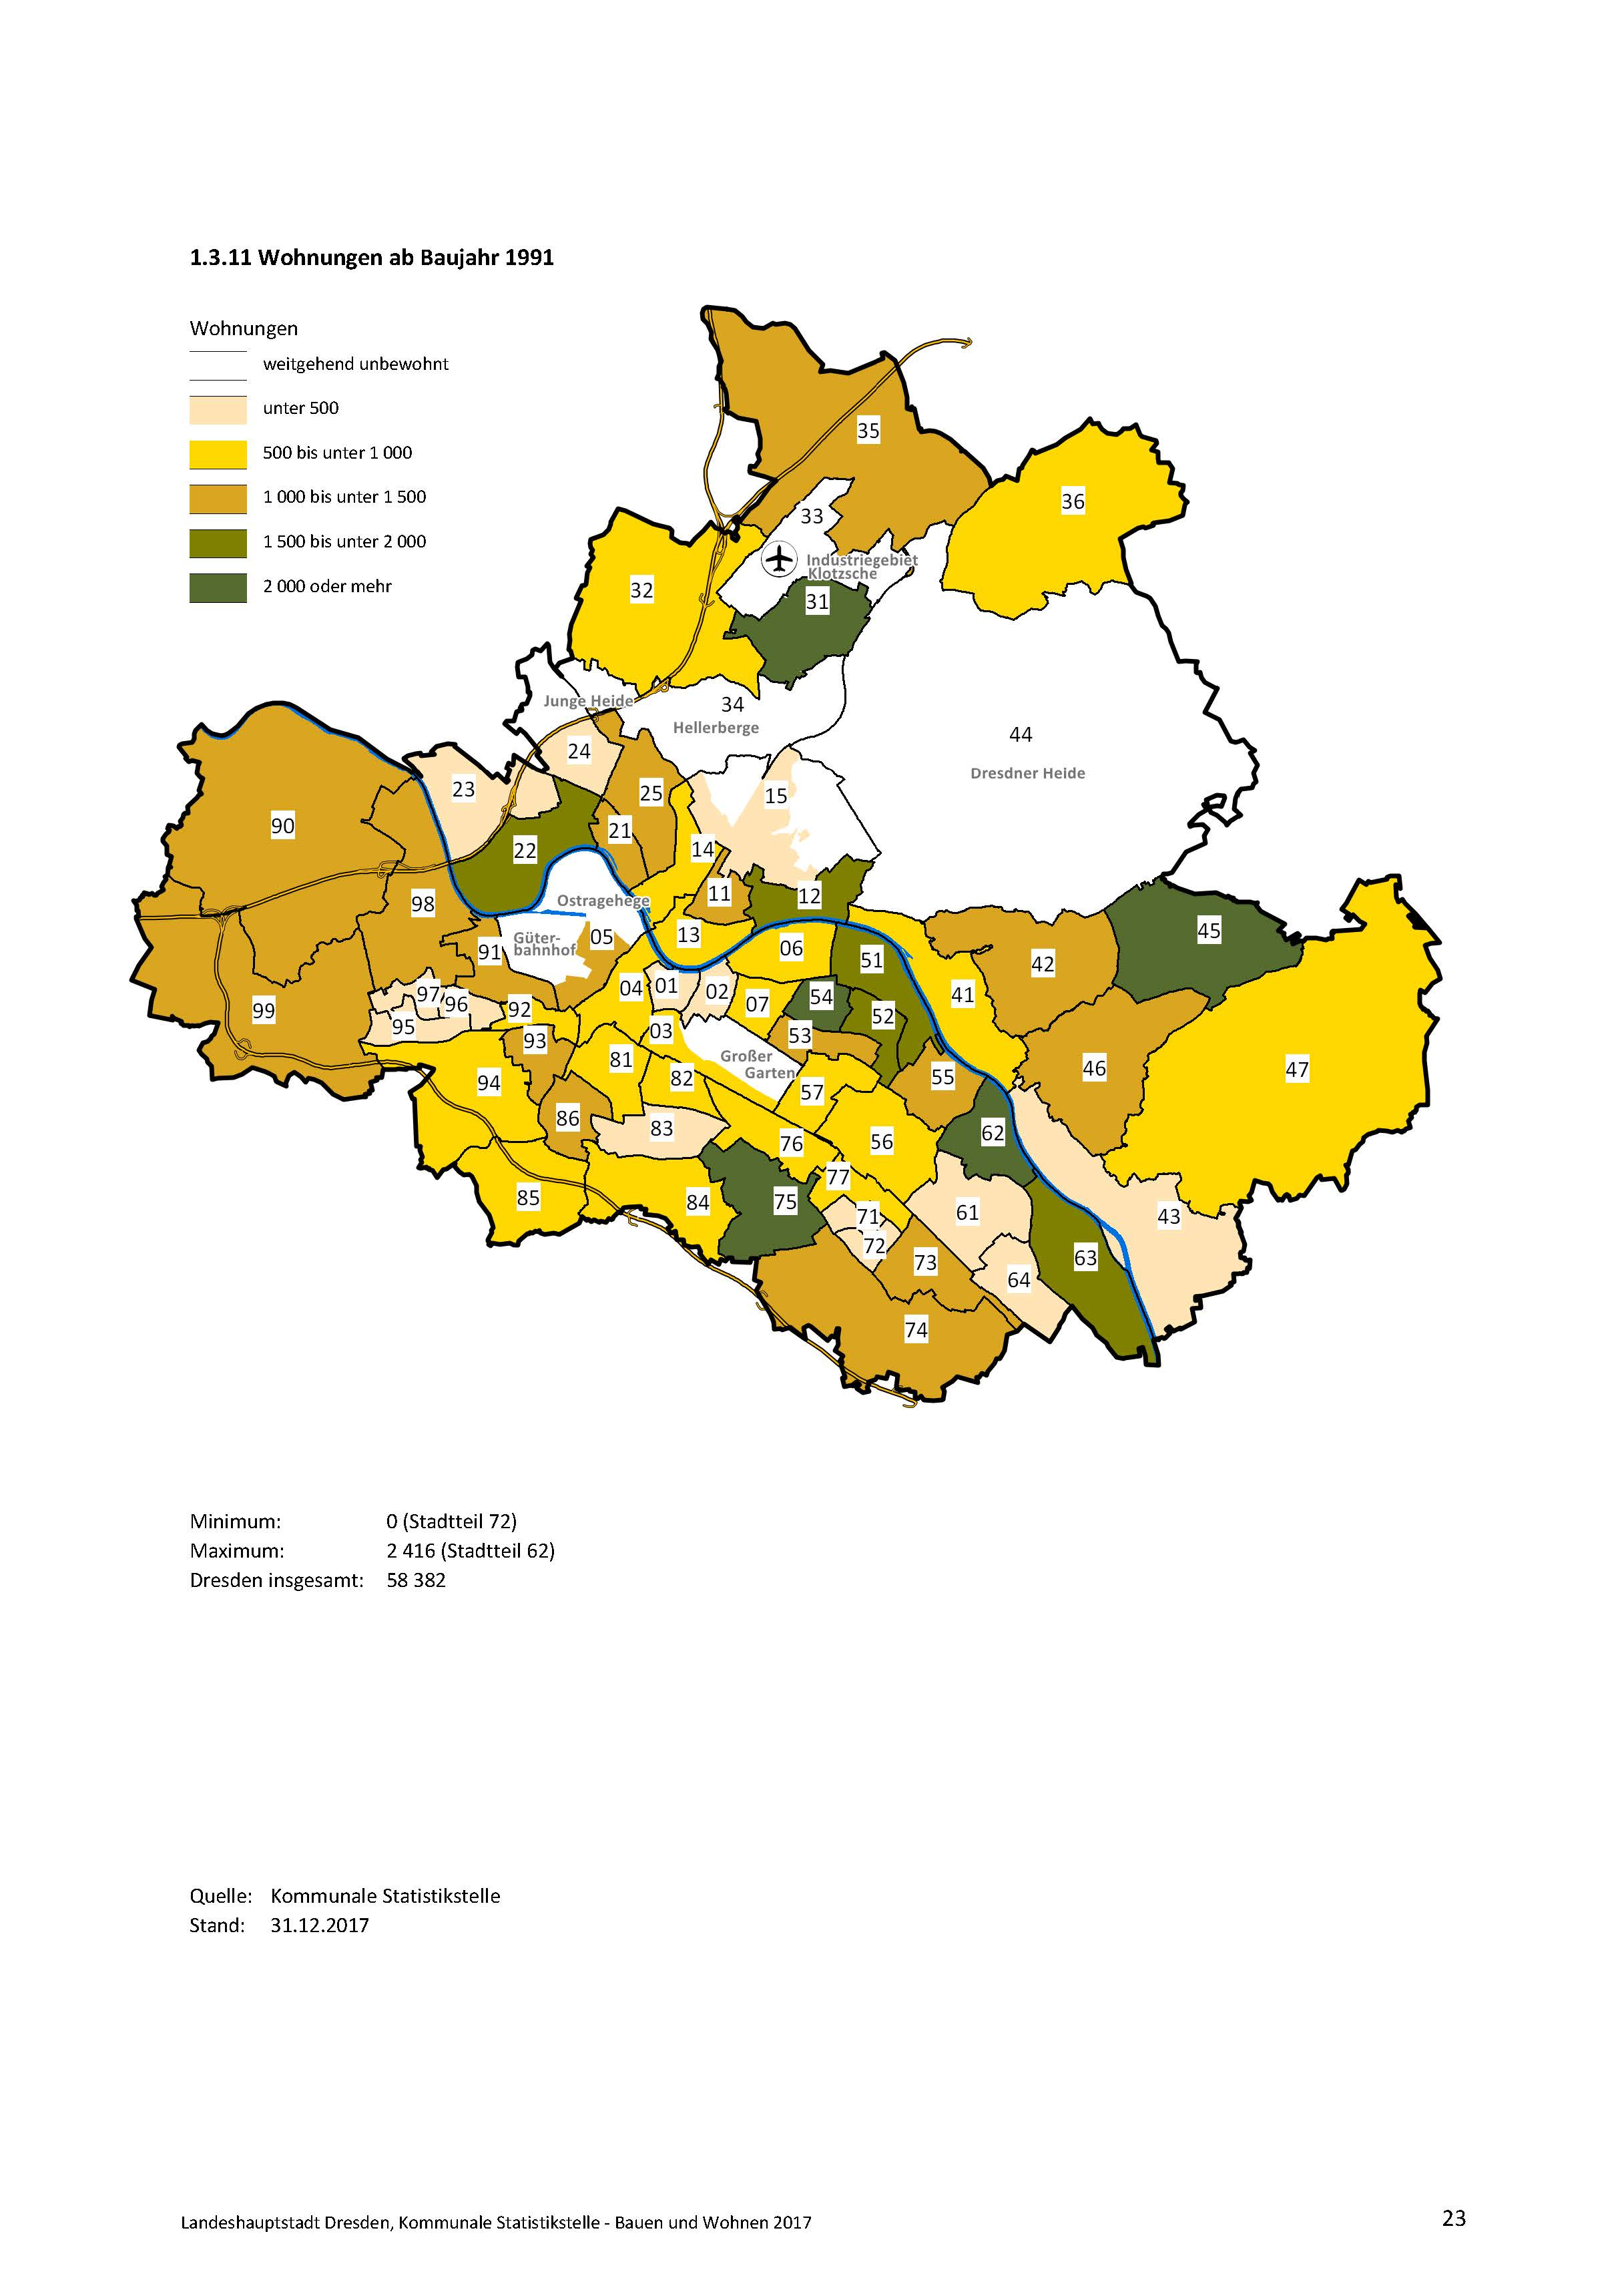 1.3.11 Wohnungen ab Baujahr 1991
Wohnungen
weitgehend unbewohnt
unter 500
500 bis unter 1 000
1 000 bis unter 1 500
1 500 bis unter 2 000
2 000 oder mehr
35
36
33
Industriegebiet
Klotzsche
32
31
Junge Heide
34
Hellerberge
44
Dresdner Heide
24
23
25
15
90
21
22
14
11
12
98
Ostragehege
45
13
05
Güter-
bahnhof
91
06
51
42
97
96
04
01
02
07
54
41
99
92
52
95
03
53
93
Großer
Garten
81
82
57
55
46
47
94
86
83
76
56
62
77
85
84
75
71
61
43
72
73
64
63
74
Minimum: 0 (Stadtteil 72)
Maximum: 2 416 (Stadtteil 62)
Dresden insgesamt: 58 382
Quelle: Kommunale Statistikstelle
Stand: 31.12.2017
Landeshauptstadt Dresden, Kommunale Statistikstelle - Bauen und Wohnen 2017
23